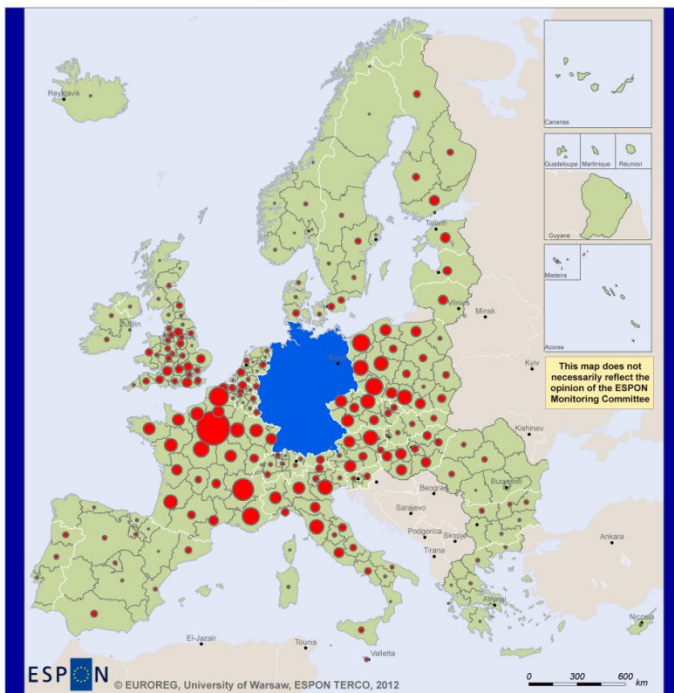 Reykjavik
Canarias
Guadeloupe Martinique Réunion
Guyane
Tallinn
Madeira
Dublin
Vilnius
Minsk
Acores
This map does not
necessarily reflect the
opinion of the ESPON
Monitoring Committee
Kyiv
Kishinev
Bucuresti
Beograd
Sarajevo
Podgorica Skopje
Tirana
Ankara
Nicosia
El-Jazair
Tounis
Valletta
ESPON © EUROREG, University of Warsaw, ESPON TERCO, 2012
0 300 600
km